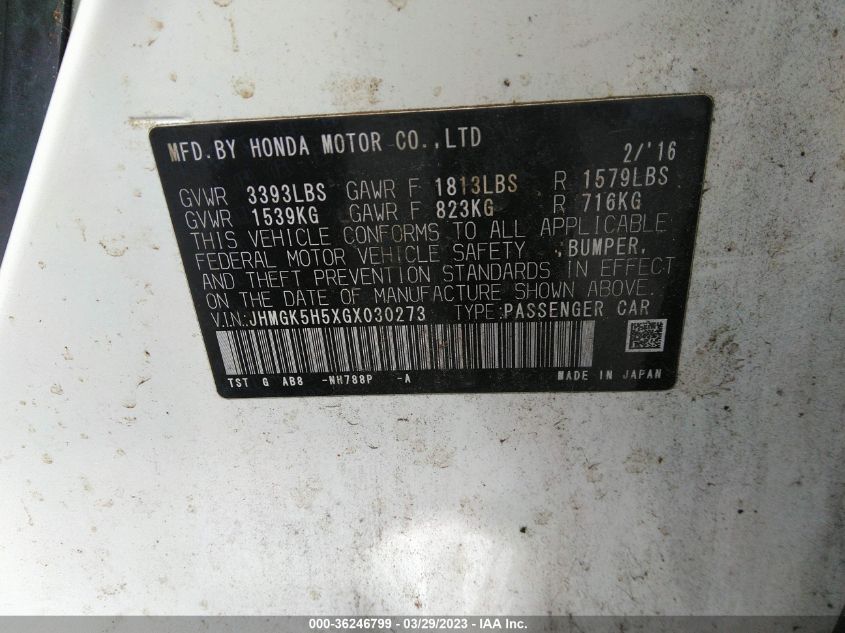 MFD.BY HONDA MOTOR CO.,LTD 2/'16
GVWR 3393LBS GAWR F 1813LBS R 1579LBS
GVWR 1539KG GAWR F 823KG R 716KG
THIS VEHICLE CONFORMS TO ALL APPLICABLE
FEDERAL MOTOR VEHICLE SAFETY ,BUMPER,
AND THEFT PREVENTION STANDARDS IN EFFECT
ON THE DATE OF MANUFACTURE SHOWN ABOVE.
V.I.N.:JHMGK5H5XGX030273 TYPE:PASSENGER CAR
TST G AB8 -NH788P -A MADE IN JAPAN
© - 36246799 - 03/29/2023 - IAA Inc.